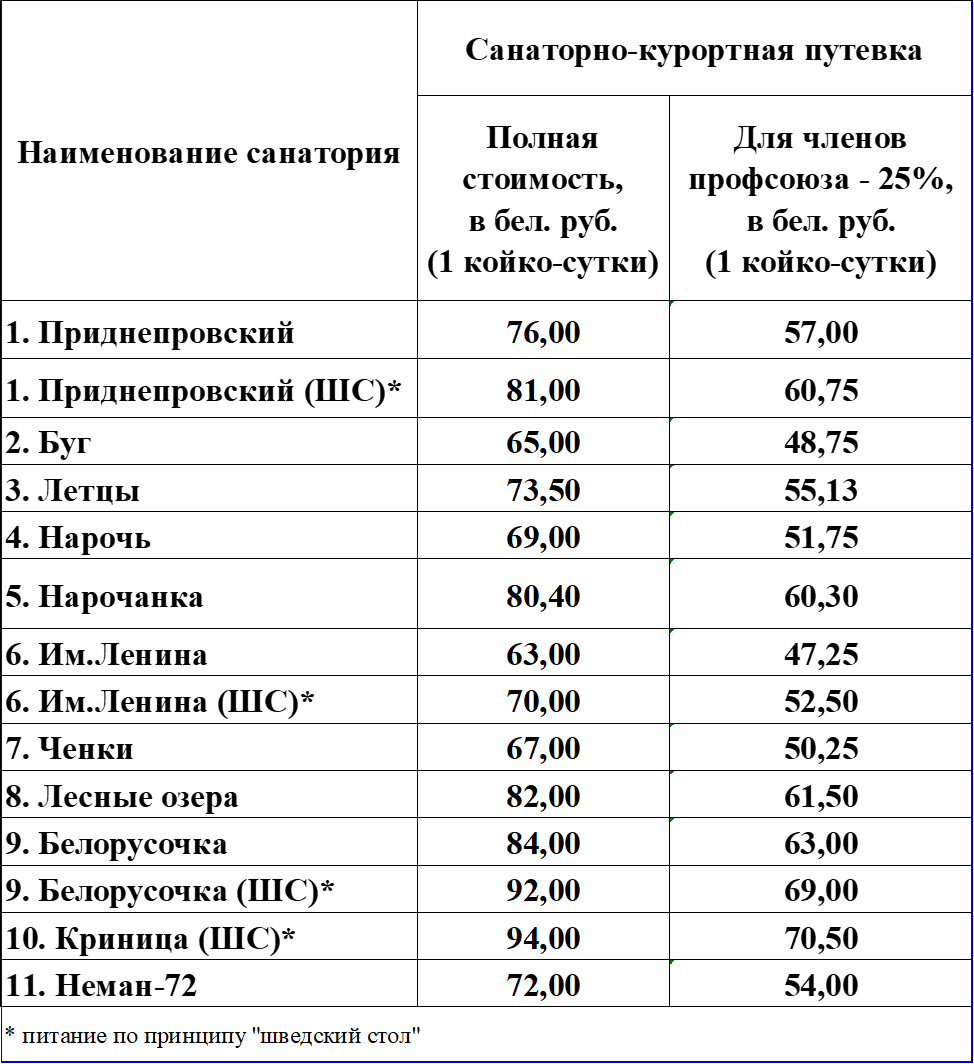 Наименование санатория
Санаторно-курортная путевка
Полная
стоимость,
в бел. руб.
(1 койко-сутки)
Для членов
профсоюза - 25%,
в бел. руб.
(1 койко-сутки)
1. Приднепровский 76,00 57,00
1. Приднепровский (ШС)* 81,00 60,75
2. Буг 65,00 48,75
3. Летцы 73,50 55,13
4. Нарочь 69,00 51,75
5. Нарочанка 80,40 60,30
6. Им.Ленина 63,00 47,25
6. Им.Ленина (ШС)* 70,00 52,50
7. Ченки 67,00 50,25
8. Лесные озера 82,00 61,50
9. Белорусочка 84,00 63,00
9. Белорусочка (ШС)* 92,00 69,00
10. Криница (ШС)* 94,00 70,50
11. Неман-72 72,00 54,00
* питание по принципу "шведский стол"